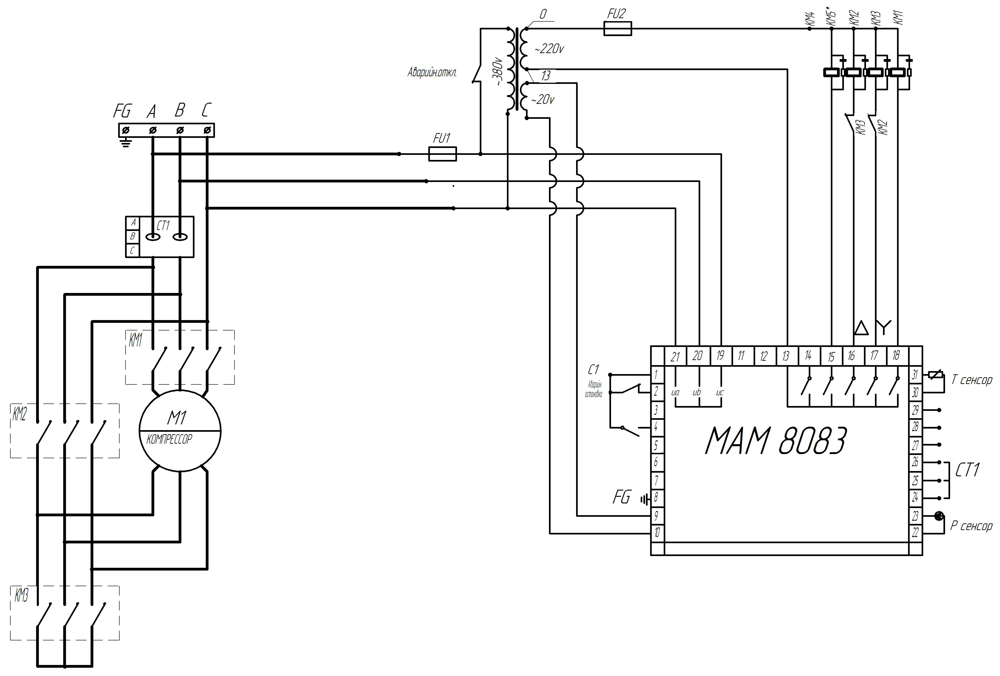 0
FU2
KM4
KM5*
KM2
KM3
KM1
~220v
~380v
Аварийн.откл.
13
~20v
FG A B C
KM3
KM2
FU1
A
B
C
CT1
KM1
21 20 19 11 12 13 14 15 16 17 18
C1
Аварийн.
остановка
1
2
3
4
5
6
7
8
9
10
ua ub uc
31
30
29
28
27
26
25
24
23
22
Т сенсор
KM2
M1
КОМПРЕССОР
MAM 8083
CT1
FG
Р сенсор
KM3